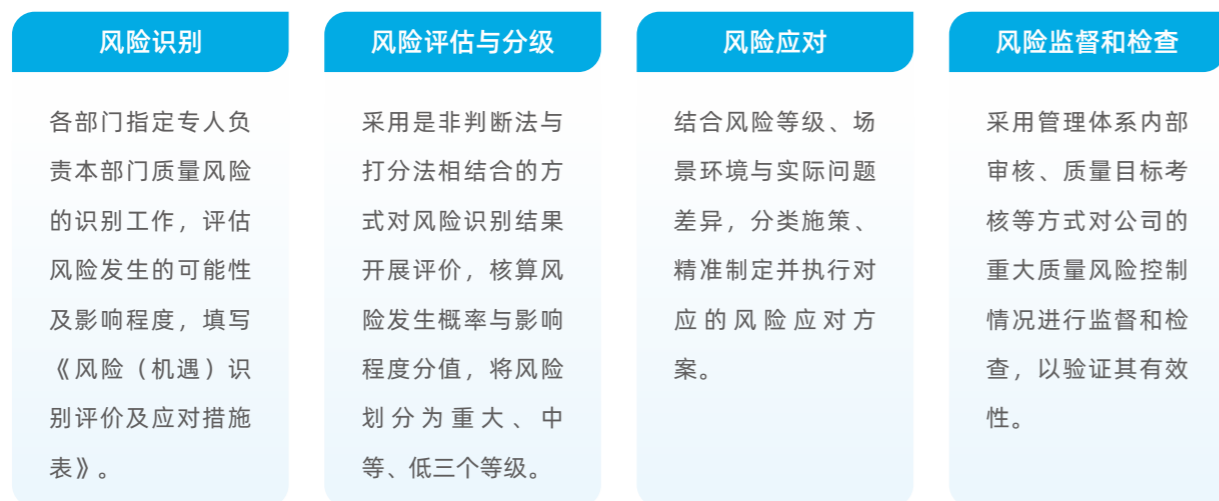 风险识别
各部门指定专人负
责本部门质量风险
的识别工作，评估
风险发生的可能性
及影响程度，填写
《风险（机遇）识
别评价及应对措施
表》。
风险评估与分级
采用是非判断法与
打分法相结合的方
式对风险识别结果
开展评价，核算风
险发生概率与影响
程度分值，将风险
划分为重大、中
等、低三个等级。
风险应对
结合风险等级、场
景环境与实际问题
差异，分类施策、
精准制定并执行对
应的风险应对方
案。
风险监督和检查
采用管理体系内部
审核、质量目标考
核等方式对公司的
重大质量风险控制
情况进行监督和检
查，以验证其有效
性。